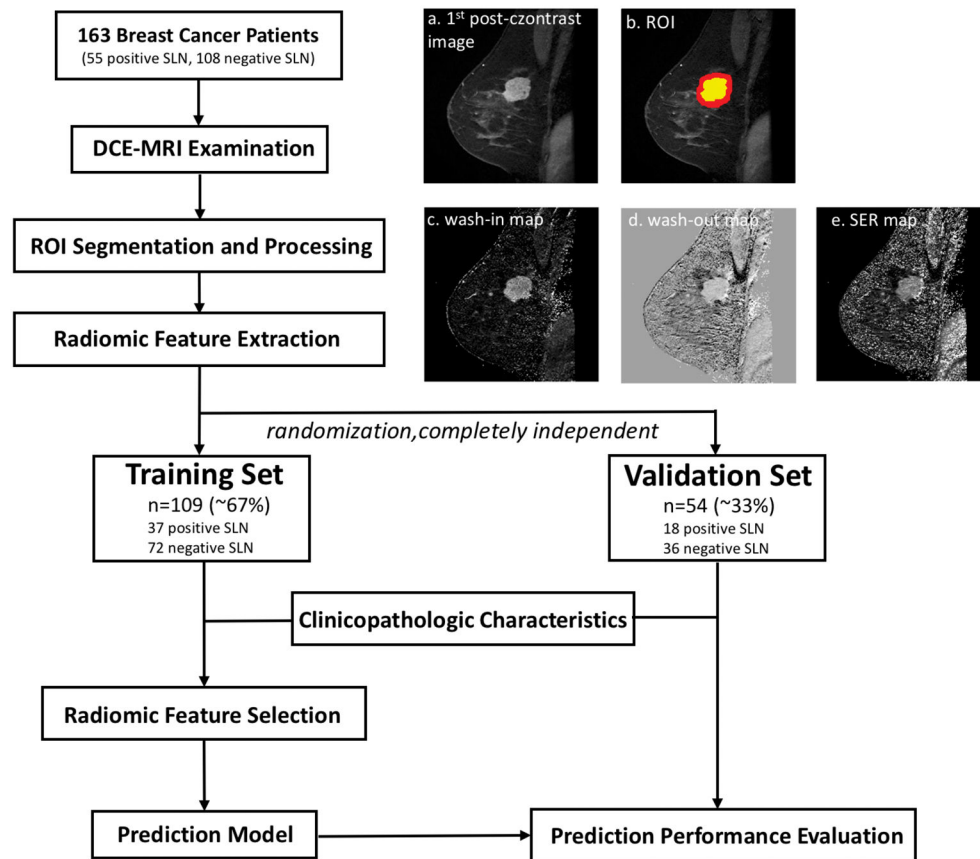 163 Breast Cancer Patients
(55 positive SLN, 108 negative SLN)
DCE-MRI Examination
ROI Segmentation and Processing
Radiomic Feature Extraction
a. 1st post-czontrast
image
b. ROI
c. wash-in map
d. wash-out map
e. SER map
randomization,completely independent
Training Set
n=109 (~67%)
37 positive SLN
72 negative SLN
Validation Set
n=54 (~33%)
18 positive SLN
36 negative SLN
Clinicopathologic Characteristics
Radiomic Feature Selection
Prediction Model
Prediction Performance Evaluation